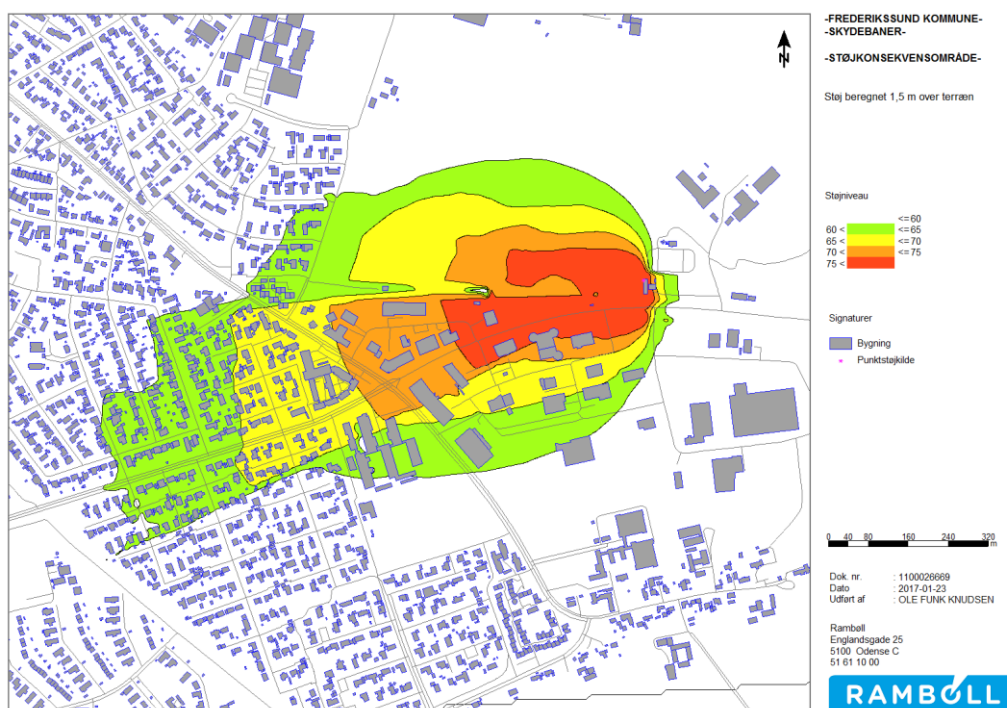 -FREDERIKSSUND KOMMUNE-
-SKYDEBANER-
-STØJKONSEKVENSOMRÅDE-
N
Støj beregnet 1,5 m over terræn
Støjniveau
<=60
60 < <=65
65 < <=70
70 < <=75
75 <
Signaturer
Bygning
Punktstøjkilde
0 40 80 160 240 320
m
Dok. nr. : 1100026669
Dato : 2017-01-23
Udført af : OLE FUNK KNUDSEN
Rambøll
Englandsgade 25
5100 Odense C
51 61 10 00
RAMBOLL